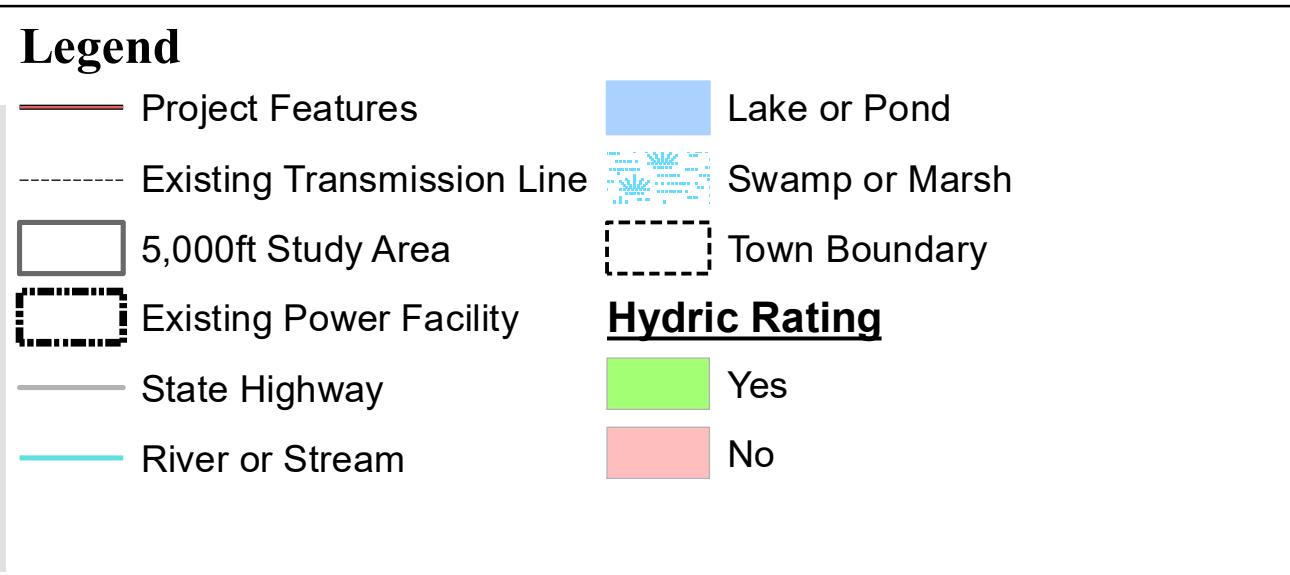 Legend
Project Features
Existing Transmission Line
5,000ft Study Area
Existing Power Facility
State Highway
River or Stream
Lake or Pond
Swamp or Marsh
Town Boundary
Hydric Rating
Yes
No